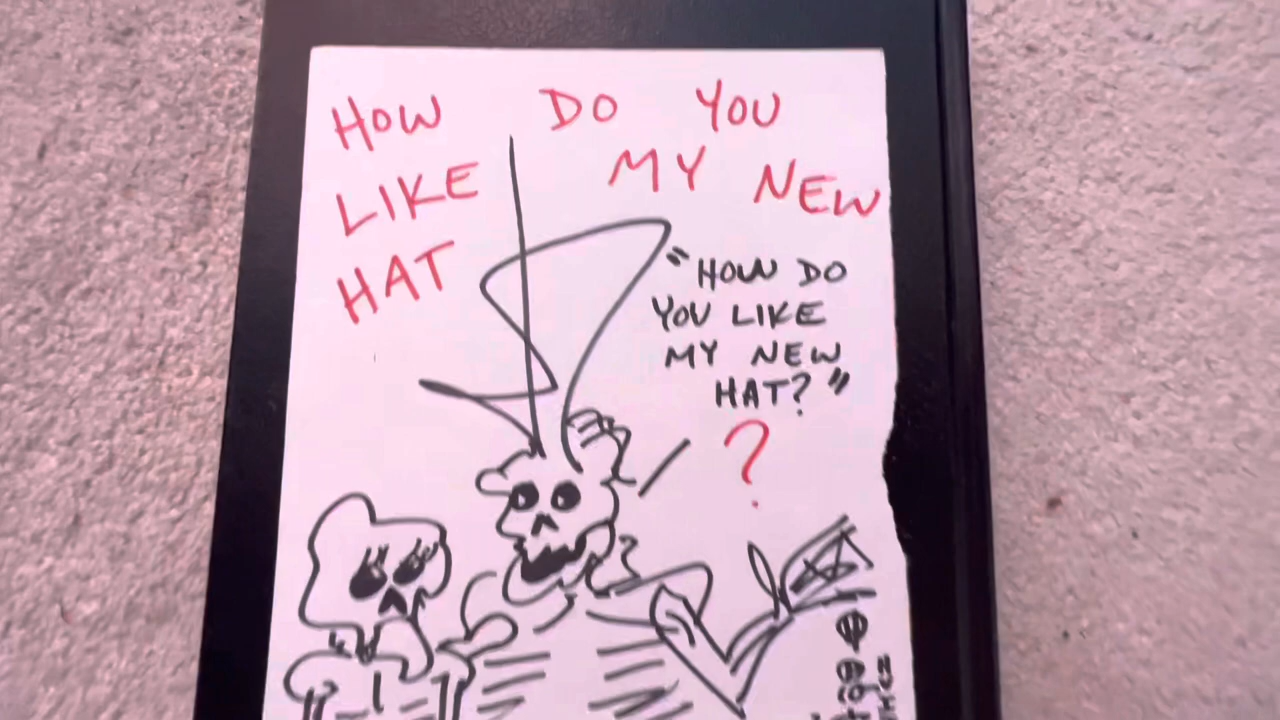 HOW DO YOU
LIKE MY NEW
HAT
"HOW DO
YOU LIKE
MY NEW
HAT?"
?